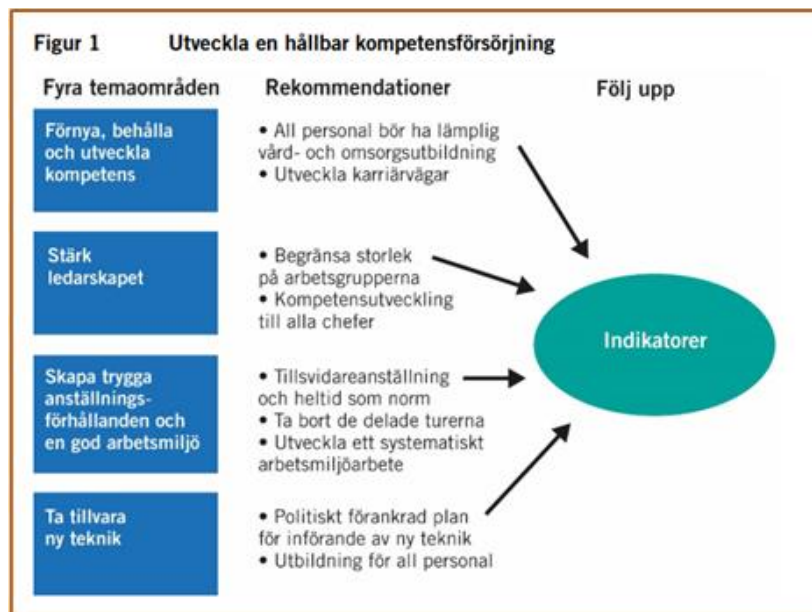 Figur 1 Utveckla en hållbar kompetensförsörjning
Fyra temaområden
Rekommendationer
Följ upp
Förnya, behålla
och utveckla
kompetens
• All personal bör ha lämplig
vård- och omsorgsutbildning
• Utveckla karriärvägar
Stärk
ledarskapet
• Begränsa storlek
på arbetsgrupperna
• Kompetensutveckling
till alla chefer
Skapa trygga
anställnings-
förhållanden och
en god arbetsmiljö
• Tillsvidareanställning
och heltid som norm
• Ta bort de delade turerna
• Utveckla ett systematiskt
arbetsmiljöarbete
Ta tillvara
ny teknik
• Politiskt förankrad plan
för införande av ny teknik
• Utbildning för all personal
Indikatorer